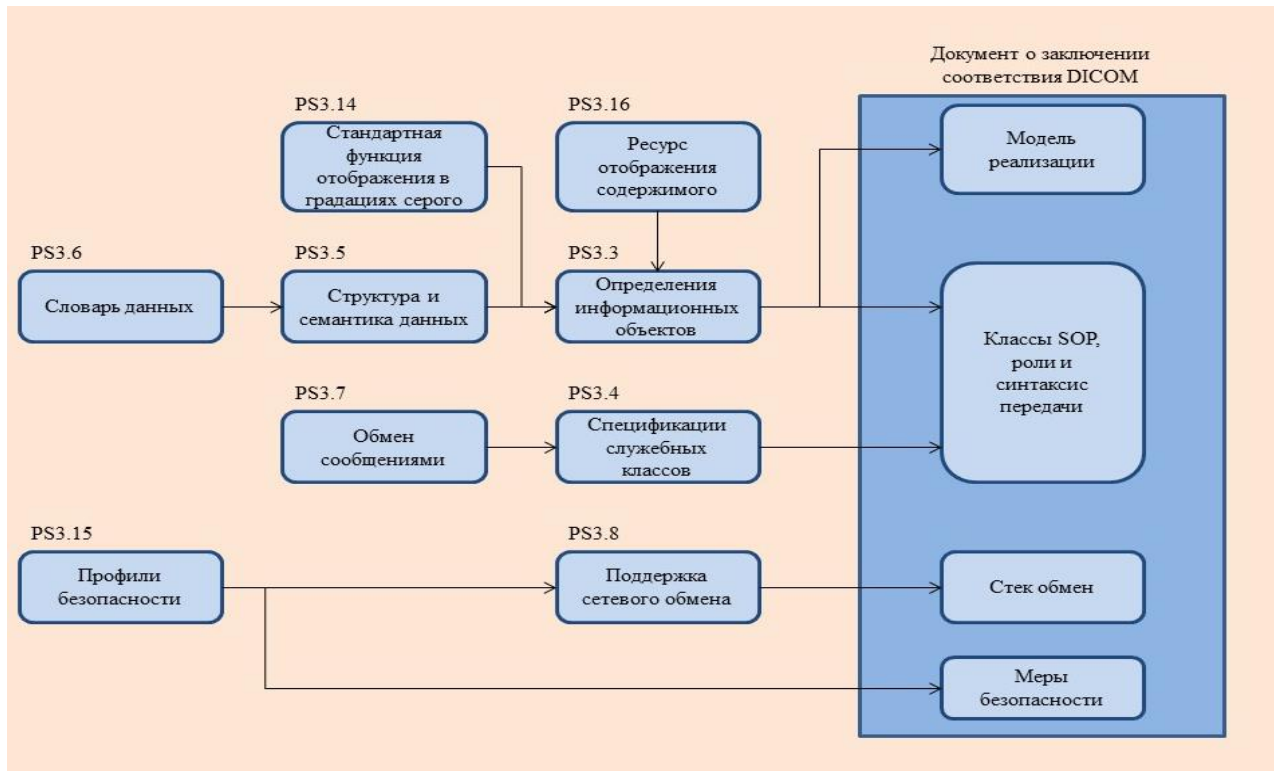 Документ о заключении
соответствия DICOM
PS3.14
Стандартная
функция
отображения в
градациях серого
PS3.16
Ресурс
отображения
содержимого
Модель
реализации
PS3.6
Словарь данных
PS3.5
Структура и
семантика данных
PS3.3
Определения
информационных
объектов
Классы SOP,
роли и
синтаксис
передачи
PS3.7
Обмен
сообщениями
PS3.4
Спецификации
служебных
классов
PS3.15
Профили
безопасности
PS3.8
Поддержка
сетевого обмена
Стек обмен
Меры
безопасности